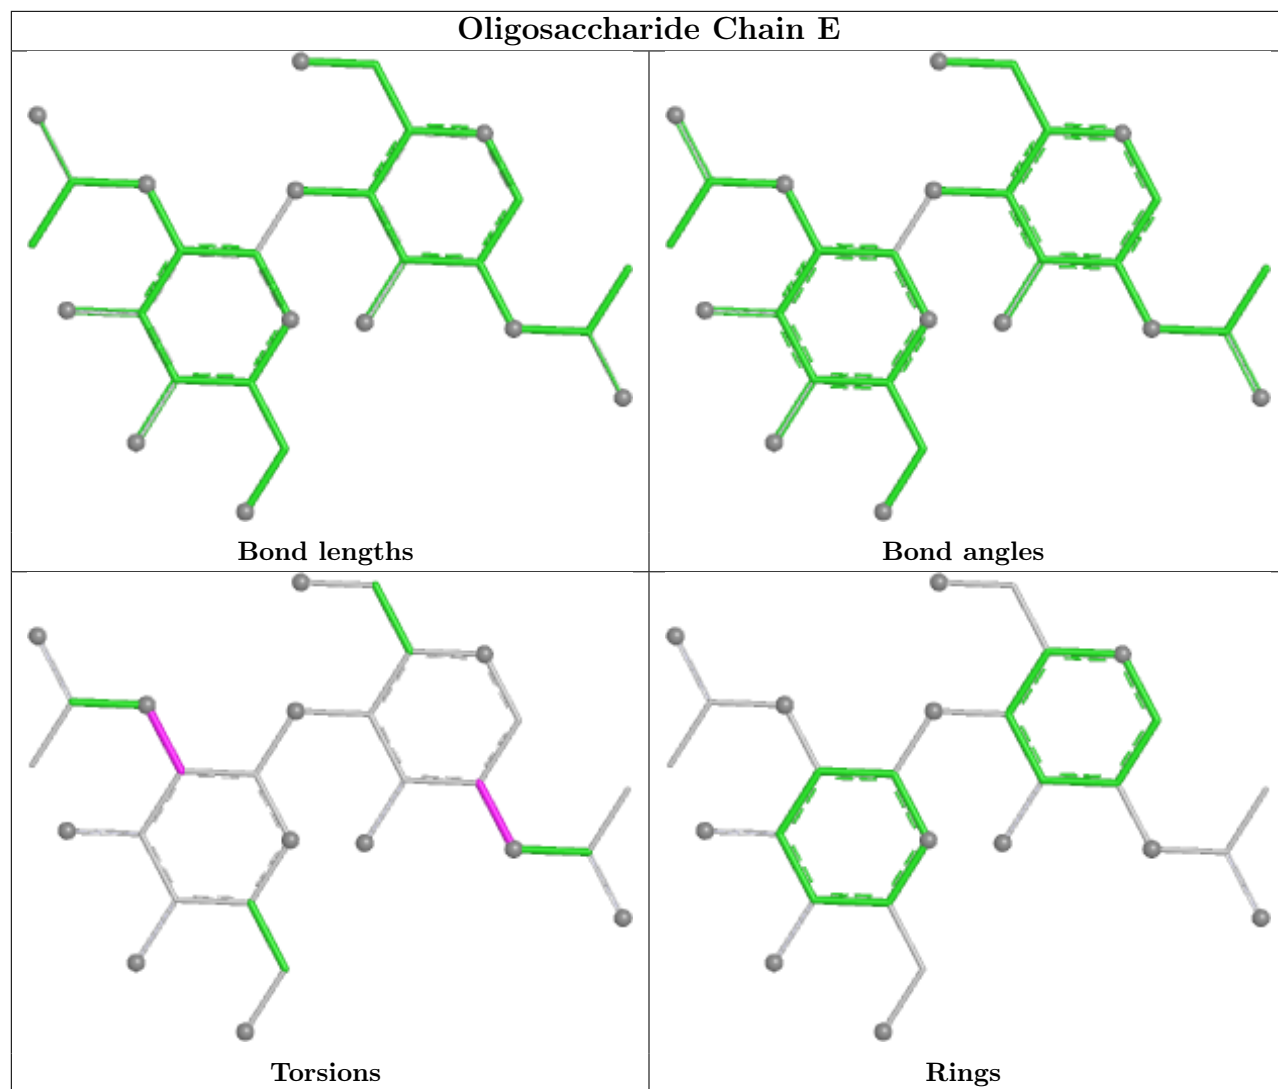 Oligosaccharide Chain E
Bond lengths
Bond angles
Torsions
Rings